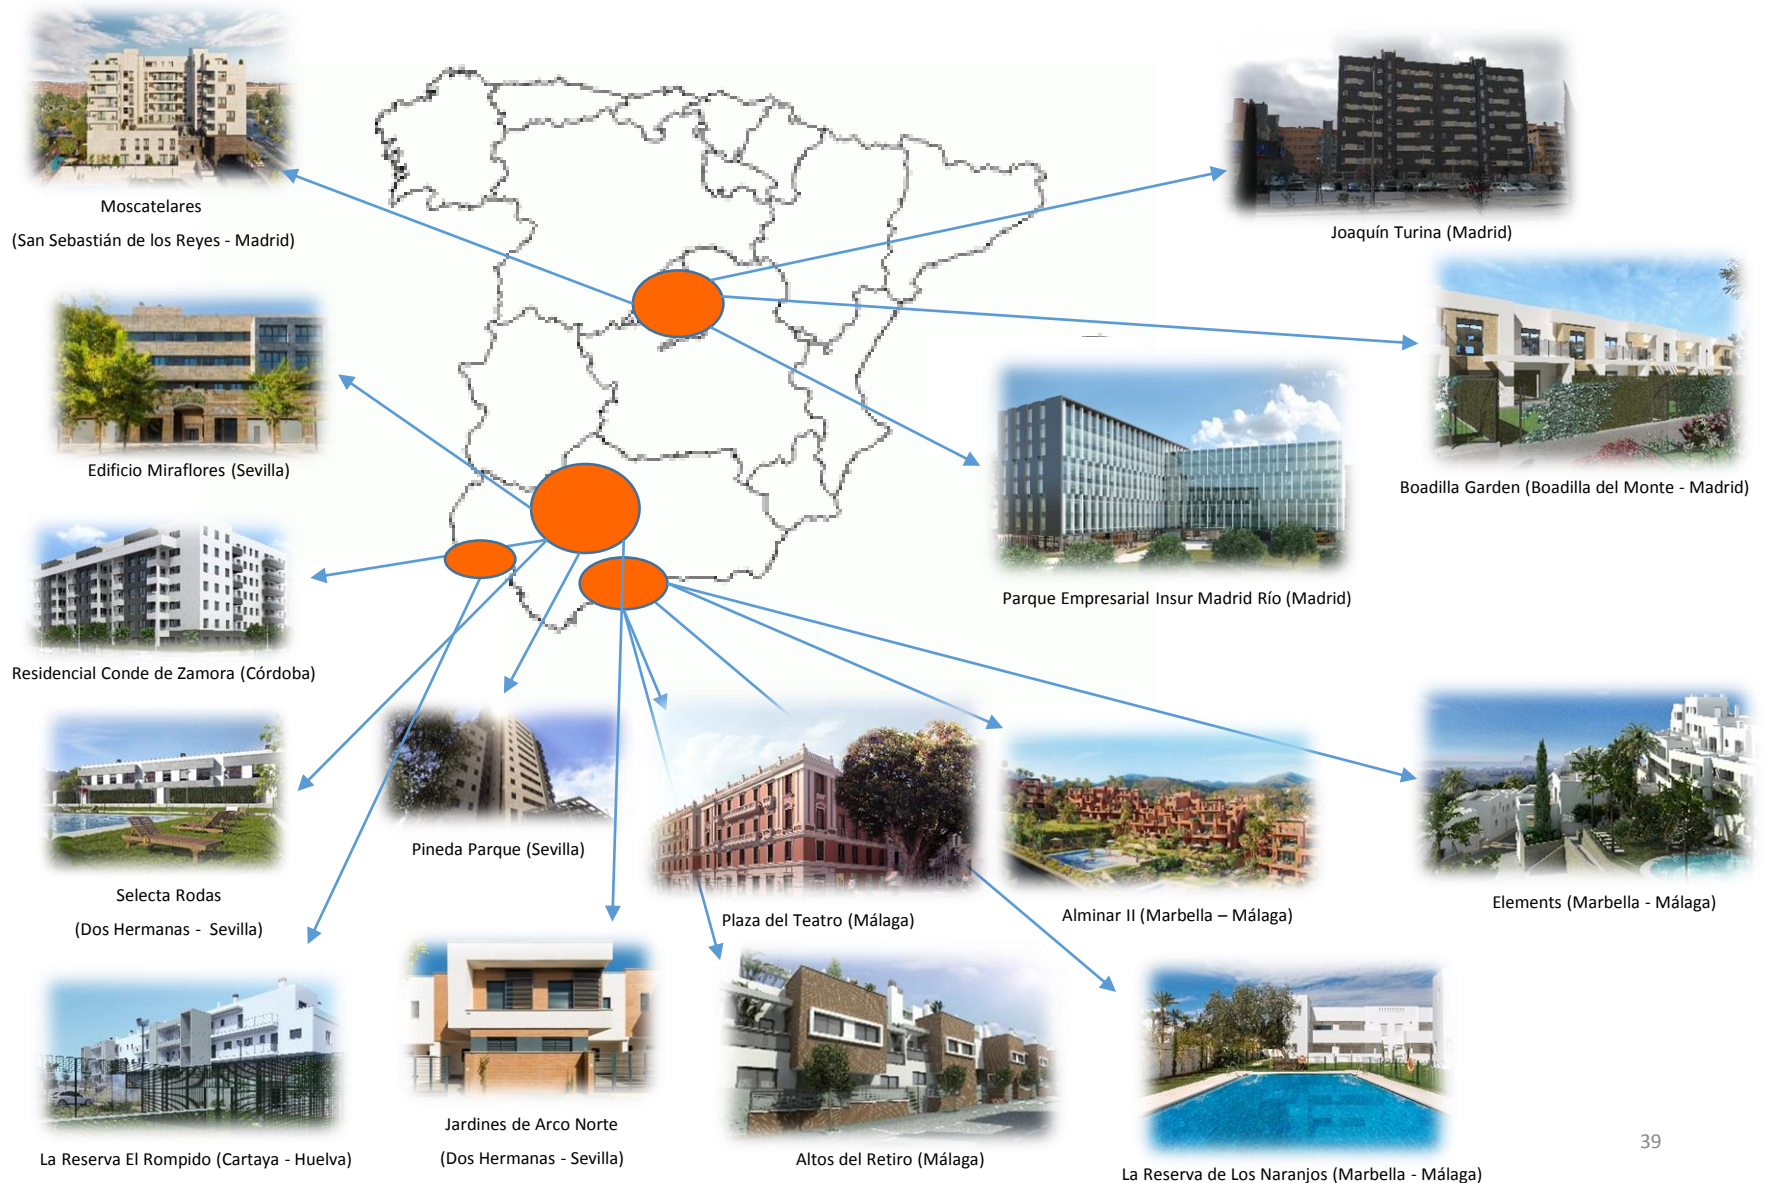 Moscatelares
(San Sebastián de los Reyes - Madrid)
Joaquín Turina (Madrid)
Edificio Miraflores (Sevilla)
Boadilla Garden (Boadilla del Monte - Madrid)
Parque Empresarial Insur Madrid Río (Madrid)
Residencial Conde de Zamora (Córdoba)
Pineda Parque (Sevilla)
Selecta Rodas
(Dos Hermanas - Sevilla)
Plaza del Teatro (Málaga)
Alminar II (Marbella – Málaga)
Elements (Marbella - Málaga)
La Reserva El Rompido (Cartaya - Huelva)
Jardines de Arco Norte
(Dos Hermanas - Sevilla)
Altos del Retiro (Málaga)
La Reserva de Los Naranjos (Marbella - Málaga)
39